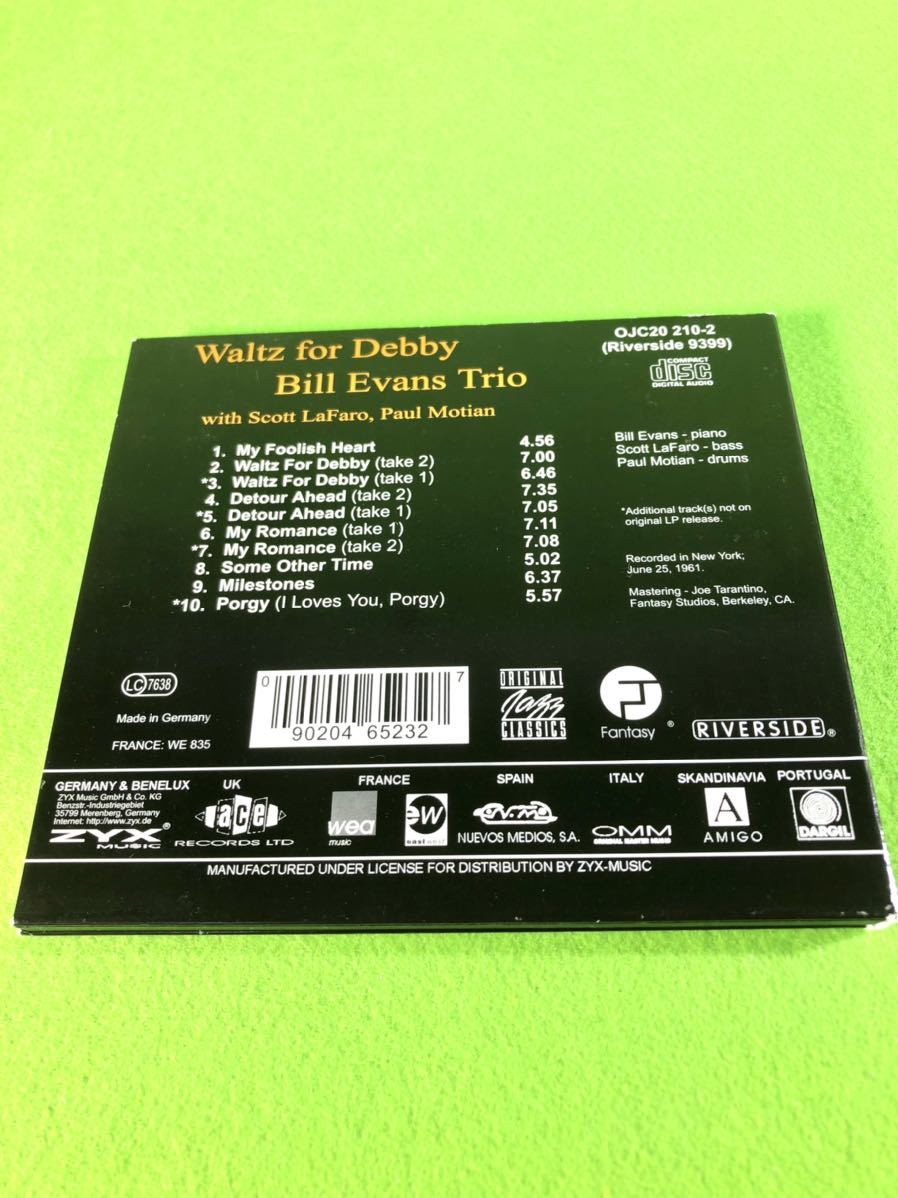 Waltz for Debby
Bill Evans Trio
with Scott LaFaro, Paul Motian
OJC20 210-2
(Riverside 9399)
COMPACT
disc
DIGITAL AUDIO
1. My Foolish Heart 4.56
2. Waltz For Debby (take 2) 7.00
*3. Waltz For Debby (take 1) 6.46
4. Detour Ahead (take 2) 7.35
*5. Detour Ahead (take 1) 7.05
6. My Romance (take 1) 7.11
*7. My Romance (take 2) 7.08
8. Some Other Time 5.02
9. Milestones 6.37
*10. Porgy (I Loves You, Porgy) 5.57
Bill Evans - piano
Scott LaFaro - bass
Paul Motian - drums
*Additional track(s) not on
original LP release.
Recorded in New York;
June 25, 1961.
Mastering - Joe Tarantino,
Fantasy Studios, Berkeley, CA.
LC 7638
Made in Germany
FRANCE: WE 835
0 90204 65232 7
ORIGINAL
Jazz
CLASSICS
Fantasy ®
RIVERSIDE ®
GERMANY & BENELUX
ZYX Music GmbH & Co. KG
Benzstr.-Industriegebiet
35799 Merenberg, Germany
Internet: http://www.zyx.de
ZYX ®
MUSIC
UK
ace
RECORDS LTD
FRANCE
wea
music
ew
east west
SPAIN
N.M.
NUEVOS MEDIOS, S.A.
ITALY
OMM
ORIGINAL MASTER MUSIC
SKANDINAVIA
A
AMIGO
PORTUGAL
DARGIL
MANUFACTURED UNDER LICENSE FOR DISTRIBUTION BY ZYX-MUSIC